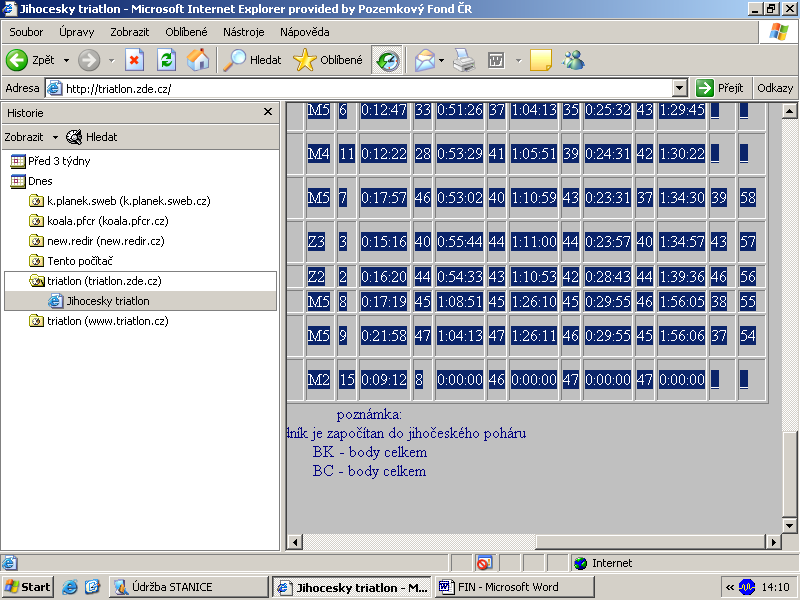 Jihocesky triatlon - Microsoft Internet Explorer provided by Pozemkový Fond ČR
Soubor Úpravy Zobrazit Oblíbené Nástroje Nápověda
Zpět Hledat Oblíbené
Adresa http://triatlon.zde.cz/ Přejít Odkazy
Historie
Zobrazit Hledat
Před 3 týdny
Dnes
k.planek.sweb (k.planek.sweb.cz)
koala.pfcr (koala.pfcr.cz)
new.redir (new.redir.cz)
Tento počítač
triatlon (triatlon.zde.cz)
Jihocesky triatlon
triatlon (www.triatlon.cz)
M5 6 0:12:47 33 0:51:26 37 1:04:13 35 0:25:32 43 1:29:45
M4 11 0:12:22 28 0:53:29 41 1:05:51 39 0:24:31 42 1:30:22
M5 7 0:17:57 46 0:53:02 40 1:10:59 43 0:23:31 37 1:34:30 39 58
Z3 3 0:15:16 40 0:55:44 44 1:11:00 44 0:23:57 40 1:34:57 43 57
Z2 2 0:16:20 44 0:54:33 43 1:10:53 42 0:28:43 44 1:39:36 46 56
M5 8 0:17:19 45 1:08:51 45 1:26:10 45 0:29:55 46 1:56:05 38 55
M5 9 0:21:58 47 1:04:13 47 1:26:11 46 0:29:55 45 1:56:06 37 54
M2 15 0:09:12 8 0:00:00 46 0:00:00 47 0:00:00 47 0:00:00
poznámka:
dník je započítan do jihočeského poháru
BK - body celkem
BC - body celkem
Internet
Start Údržba STANICE Jihocesky triatlon - M... FIN - Microsoft Word « 14:10